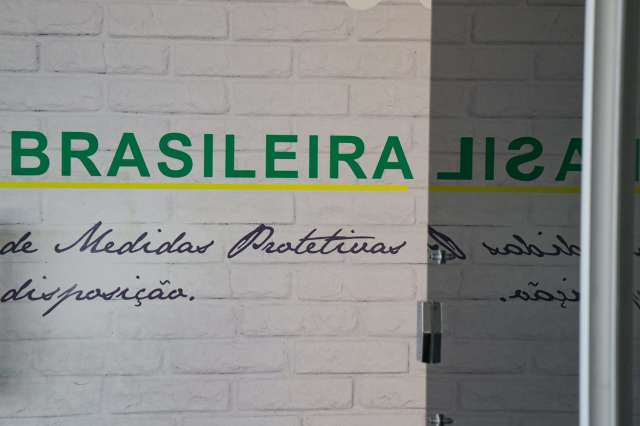 BRASILEIRA
de Medidas Protetivas
disposição.